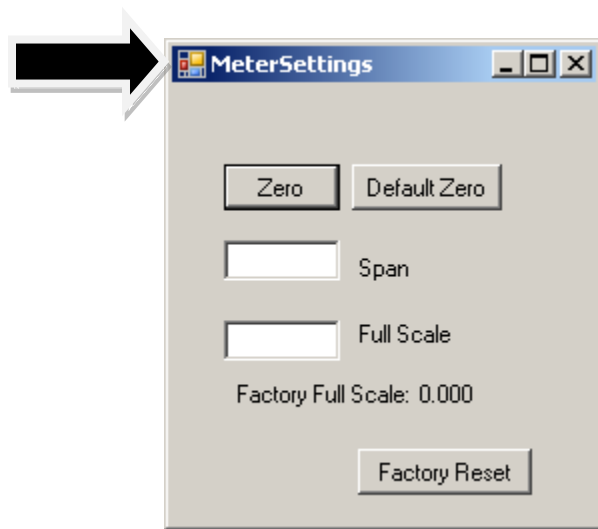 MeterSettings
Zero Default Zero
Span
Full Scale
Factory Full Scale: 0.000
Factory Reset